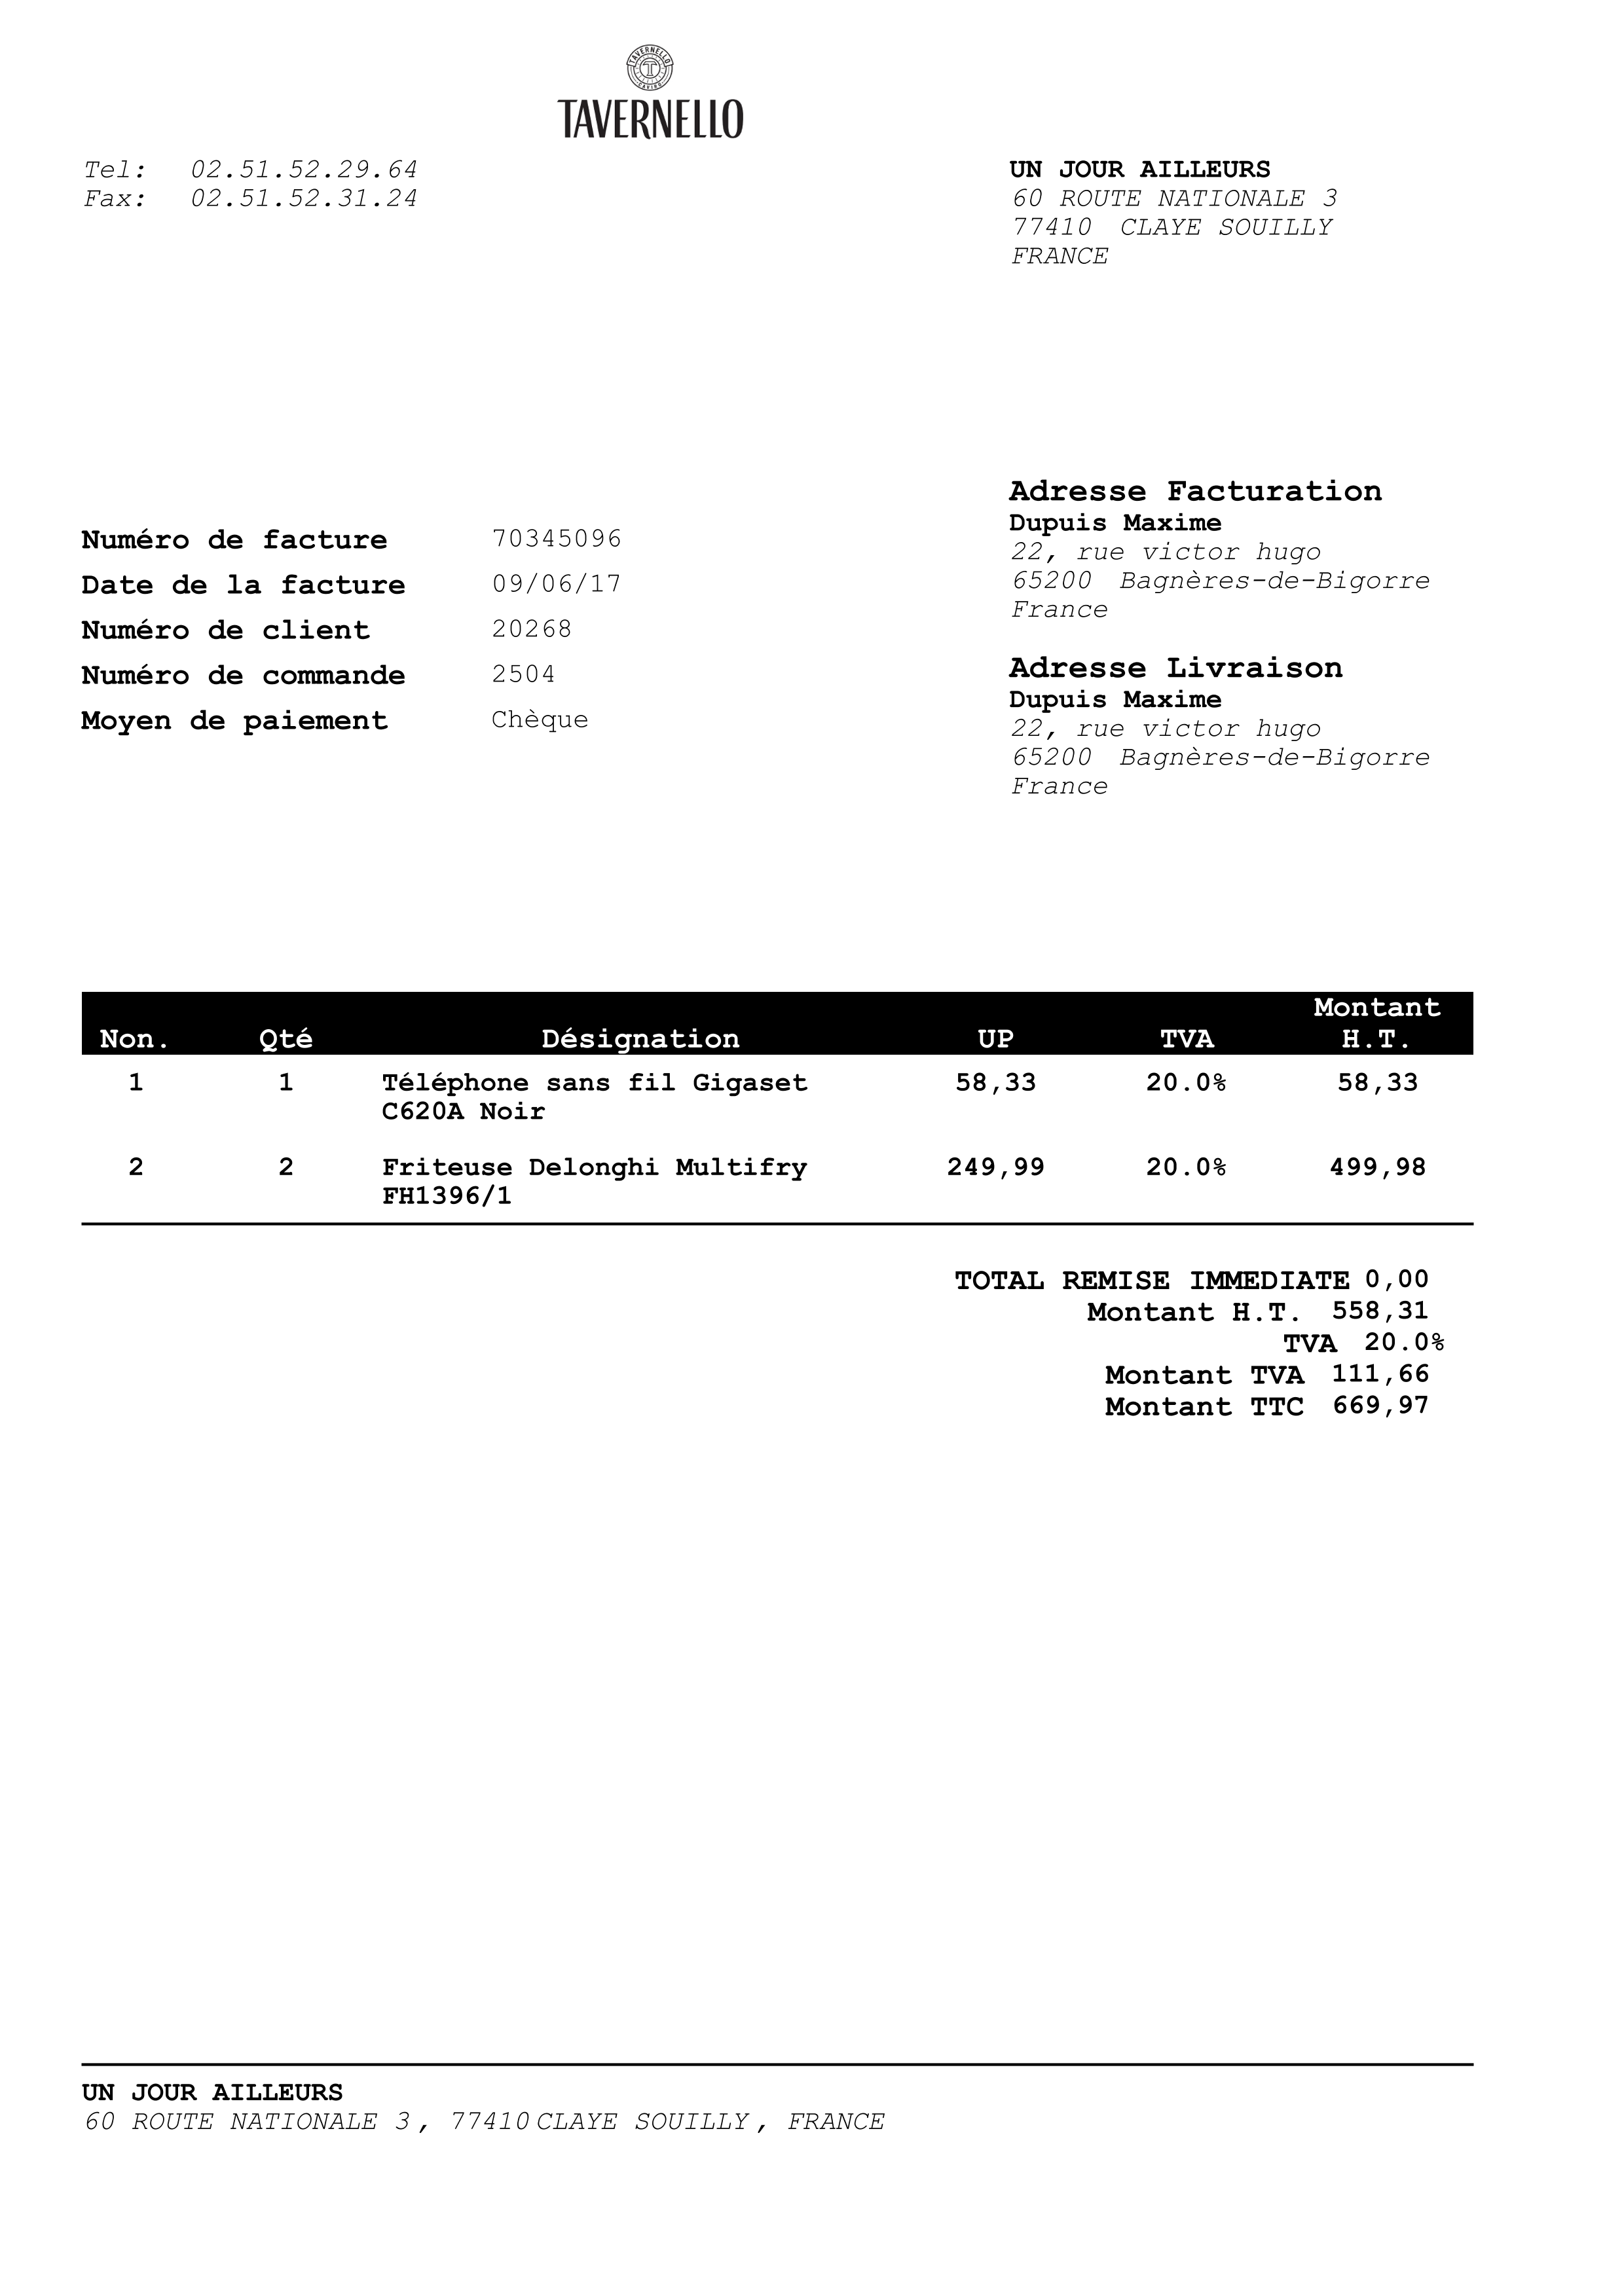 TAVERNELLO
CAVIRO
TAVERNELLO
Tel: 02.51.52.29.64
Fax: 02.51.52.31.24
UN JOUR AILLEURS
60 ROUTE NATIONALE 3
77410 CLAYE SOUILLY
FRANCE
Numéro de facture 70345096
Date de la facture 09/06/17
Numéro de client 20268
Numéro de commande 2504
Moyen de paiement Chèque
Adresse Facturation
Dupuis Maxime
22, rue victor hugo
65200 Bagnères-de-Bigorre
France
Adresse Livraison
Dupuis Maxime
22, rue victor hugo
65200 Bagnères-de-Bigorre
France
Non. Qté Désignation UP TVA Montant H.T.
1 1 Téléphone sans fil Gigaset 58,33 20.0% 58,33
C620A Noir
2 2 Friteuse Delonghi Multifry 249,99 20.0% 499,98
FH1396/1
TOTAL REMISE IMMEDIATE 0,00
Montant H.T. 558,31
TVA 20.0%
Montant TVA 111,66
Montant TTC 669,97
UN JOUR AILLEURS
60 ROUTE NATIONALE 3, 77410 CLAYE SOUILLY, FRANCE